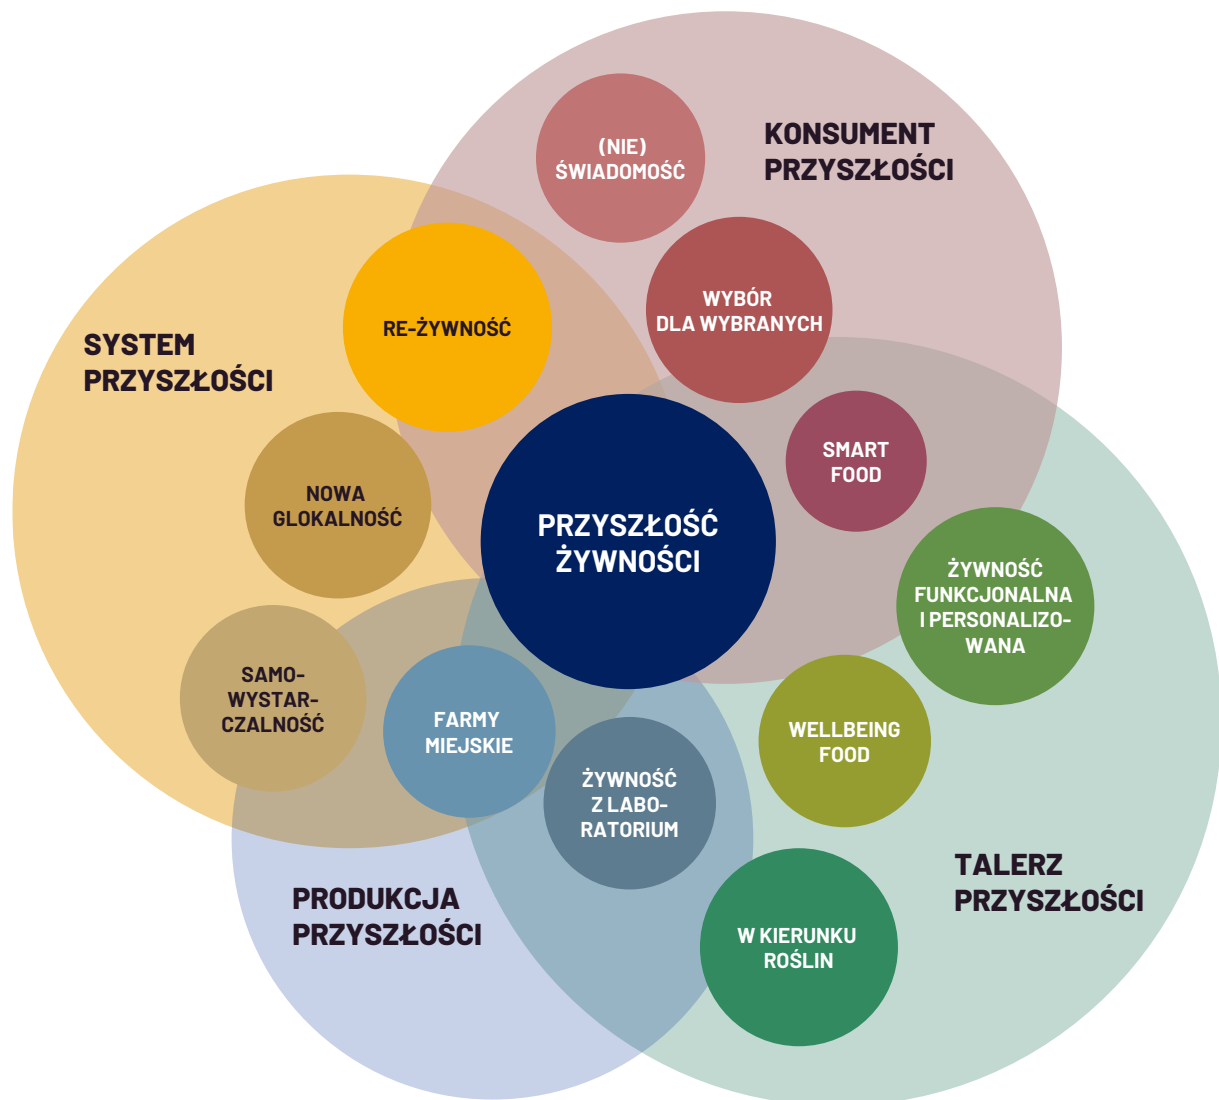 (NIE)
ŚWIADOMOŚĆ
KONSUMENT
PRZYSZŁOŚCI
WYBÓR
DLA WYBRANYCH
RE-ŻYWNOŚĆ
SYSTEM
PRZYSZŁOŚCI
SMART
FOOD
NOWA
GLOKALNOŚĆ
PRZYSZŁOŚĆ
ŻYWNOŚCI
ŻYWNOŚĆ
FUNKCJONALNA
I PERSONALIZO-
WANA
SAMO-
WYSTAR-
CZALNOŚĆ
FARMY
MIEJSKIE
WELLBEING
FOOD
ŻYWNOŚĆ
Z LABO-
RATORIUM
TALERZ
PRZYSZŁOŚCI
PRODUKCJA
PRZYSZŁOŚCI
W KIERUNKU
ROŚLIN